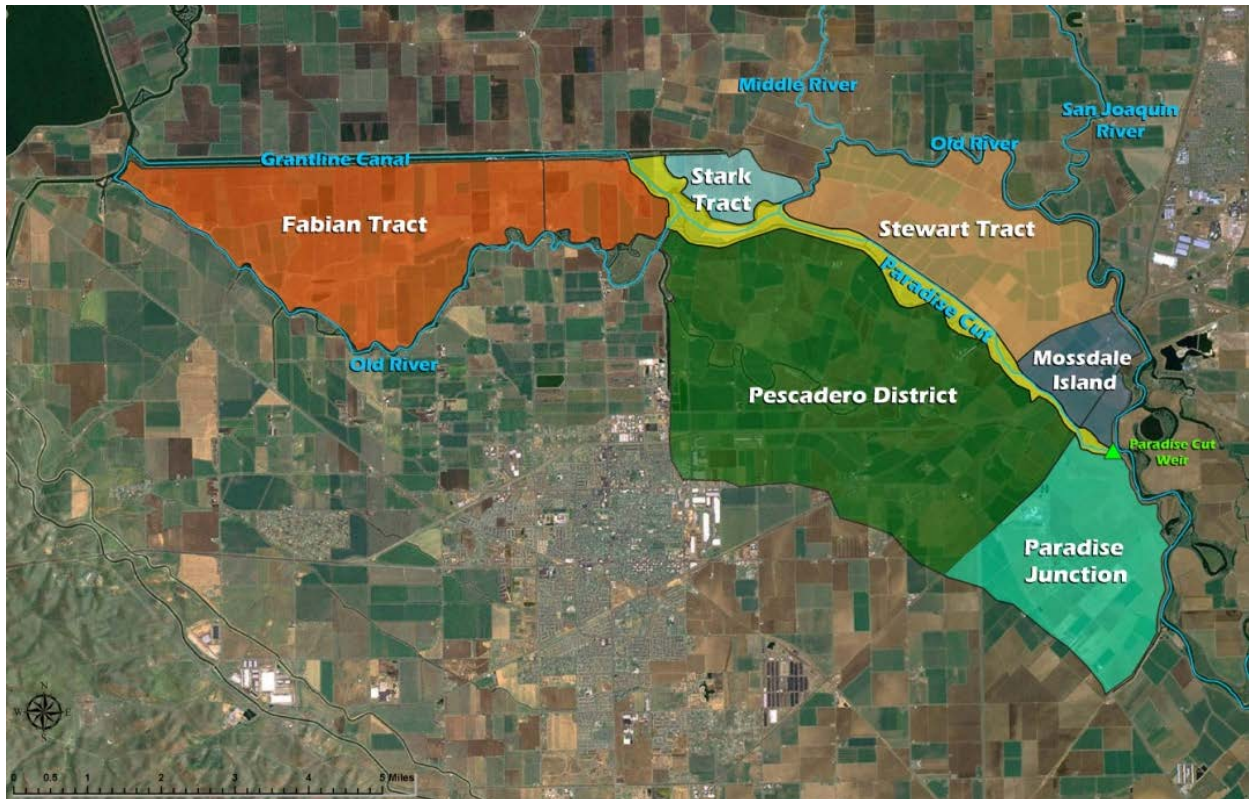 Middle River
San Joaquin
River
Old River
Grantline Canal
Stark
Tract
Fabian Tract
Stewart Tract
Paradise Cut
Old River
Mossdale
Island
Pescadero District
Paradise Cut
Weir
Paradise
Junction
N
W E
S
0 0.5 1 2 3 4 5 Miles